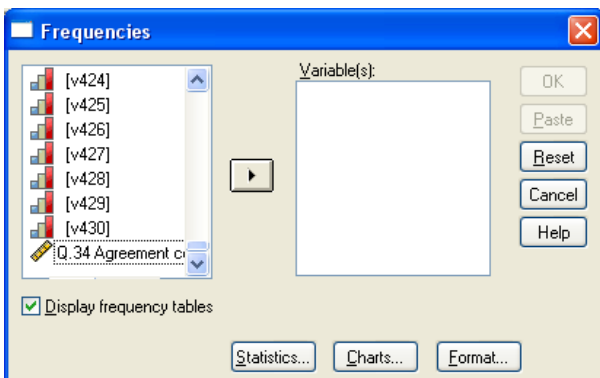 Frequencies
[v424]
[v425]
[v426]
[v427]
[v428]
[v429]
[v430]
Q.34 Agreement
Variable(s):
OK
Paste
Reset
Cancel
Help
Display frequency tables
Statistics...
Charts...
Format...